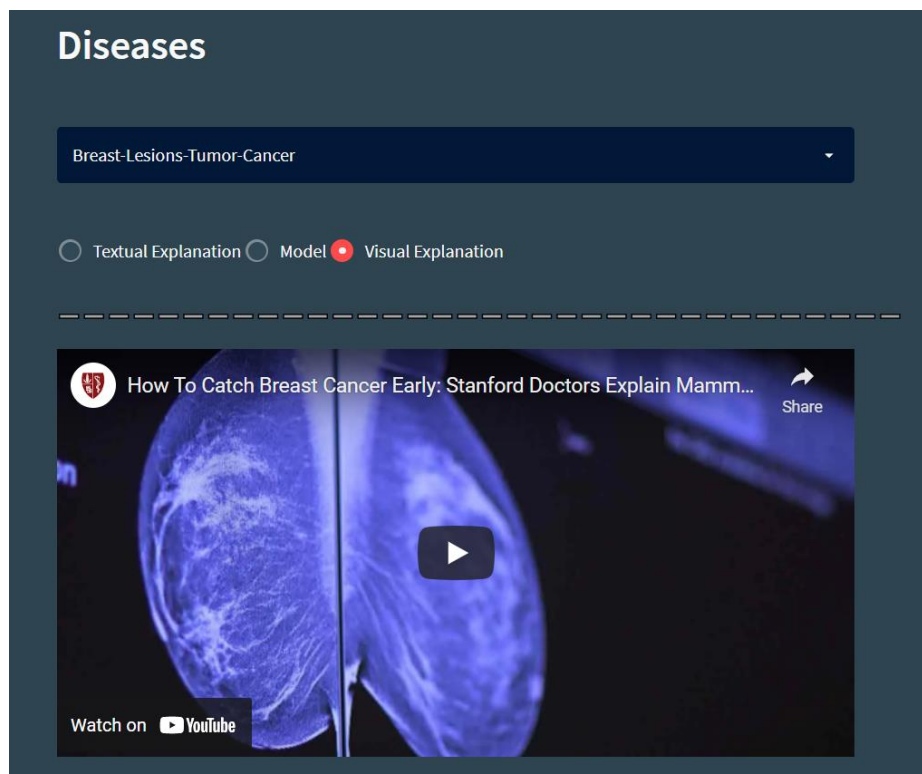 Diseases
Breast-Lesions-Tumor-Cancer
Textual Explanation Model Visual Explanation
How To Catch Breast Cancer Early: Stanford Doctors Explain Mamm...
Share
Watch on YouTube